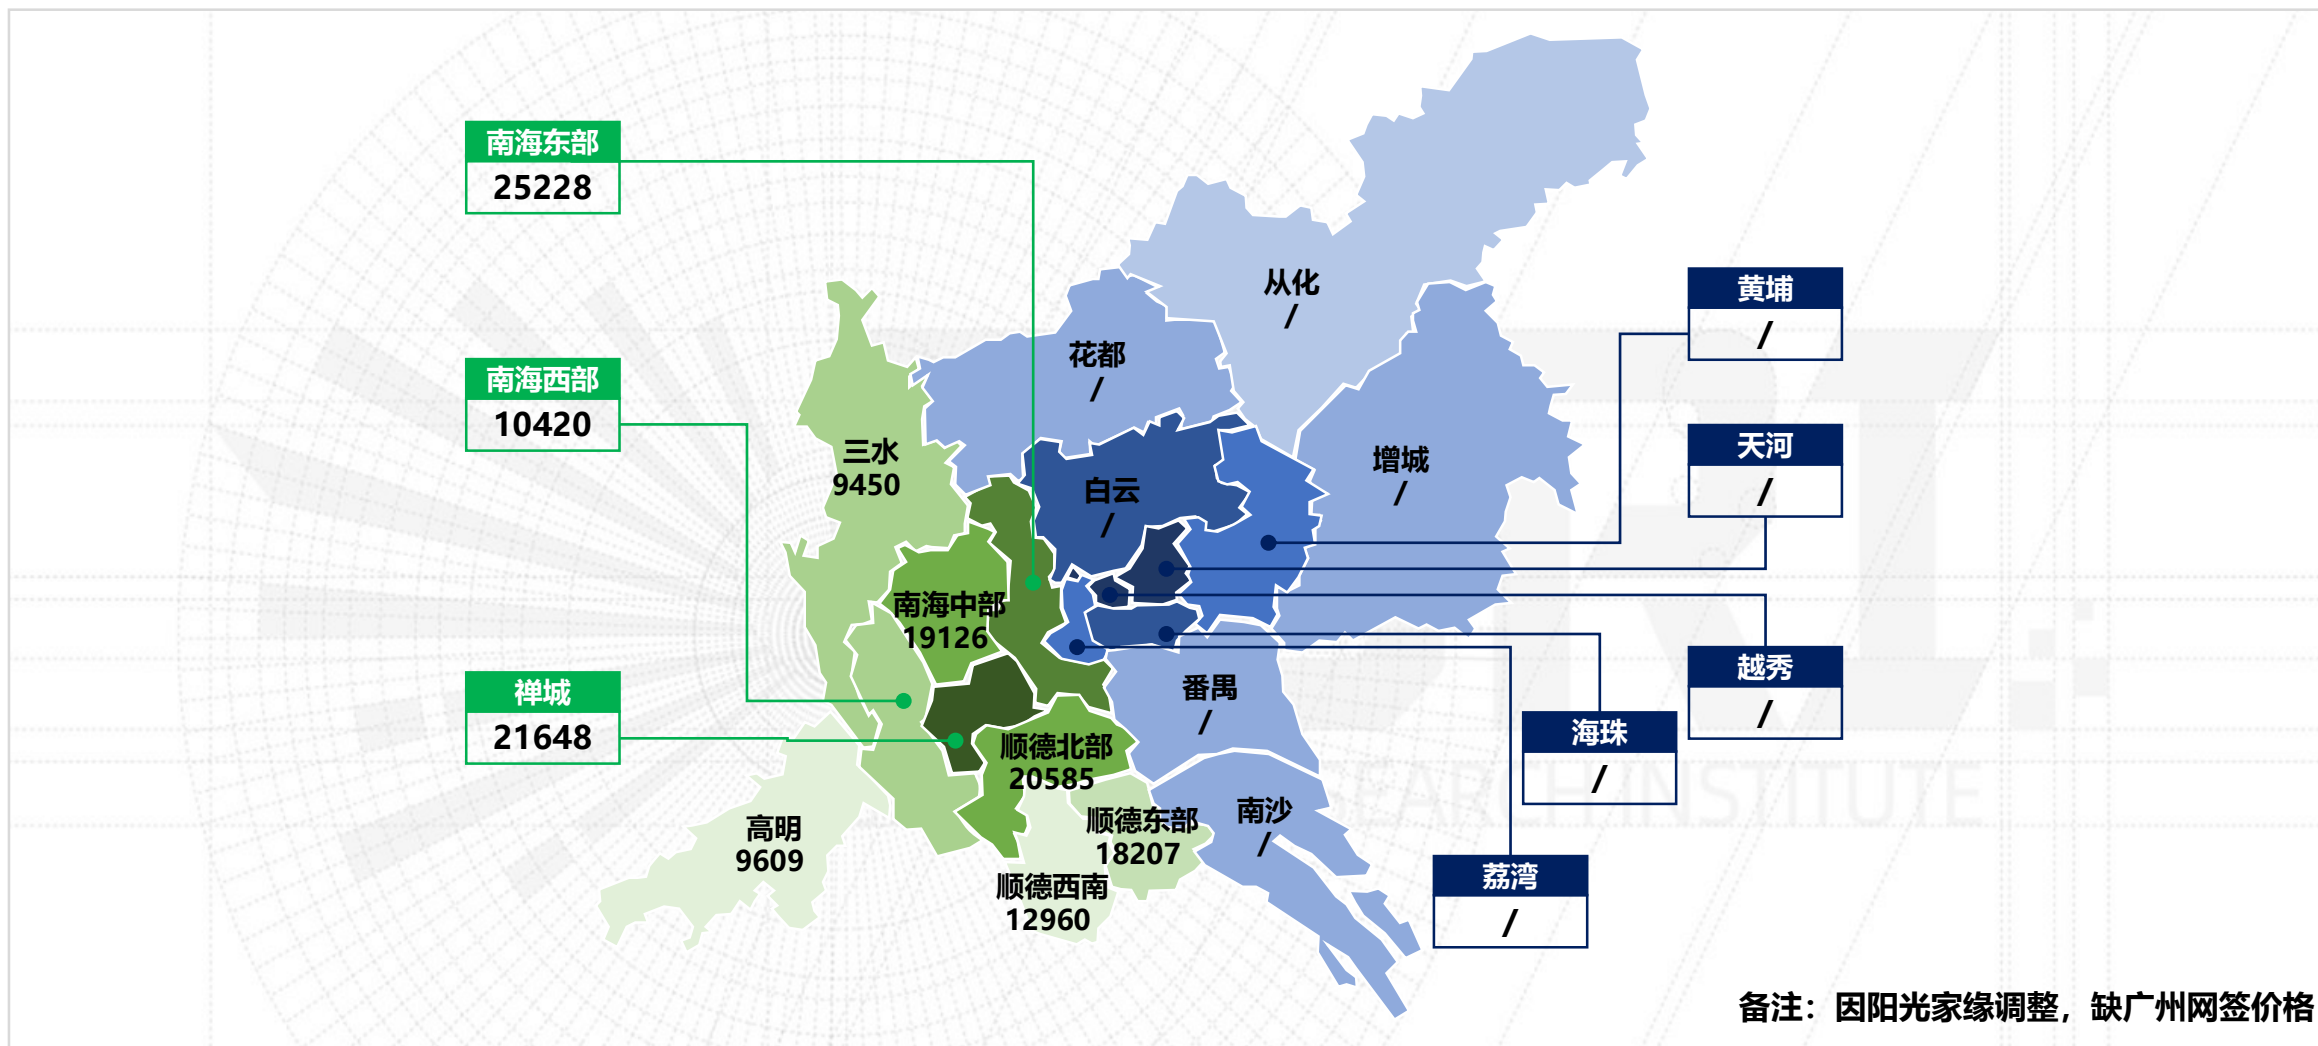 南海东部
25228
南海西部
10420
禅城
21648
三水
9450
南海中部
19126
高明
9609
顺德北部
20585
顺德东部
18207
顺德西南
12960
从化
/
花都
/
白云
/
增城
/
番禺
/
南沙
/
黄埔
/
天河
/
越秀
/
海珠
/
荔湾
/
SEARCH INSTITUTE
备注：因阳光家缘调整，缺广州网签价格